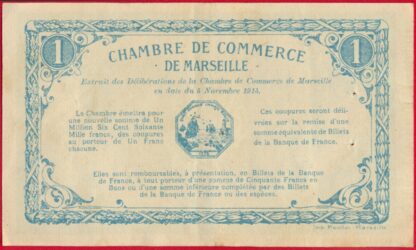 1
1
CHAMBRE DE COMMERCE
DE MARSEILLE
Extrait des Délibérations de la Chambre de Commerce de Marseille
en date du 5 Novembre 1915.
La Chambre émettra pour
une nouvelle somme de Un
Million Six Cent Soixante
Mille francs, des coupures
au porteur de Un Franc
chacune.
Ces coupures seront déli-
vrées sur la remise d'une
somme équivalente de Billets
de la Banque de France.
Elles sont remboursables, à présentation, en Billets de la Banque
de France, à tout porteur d'une somme de Cinquante Francs en
Bons ou d'une somme inférieure complétée par des Billets
de la Banque de France ou des espèces.
Marseille